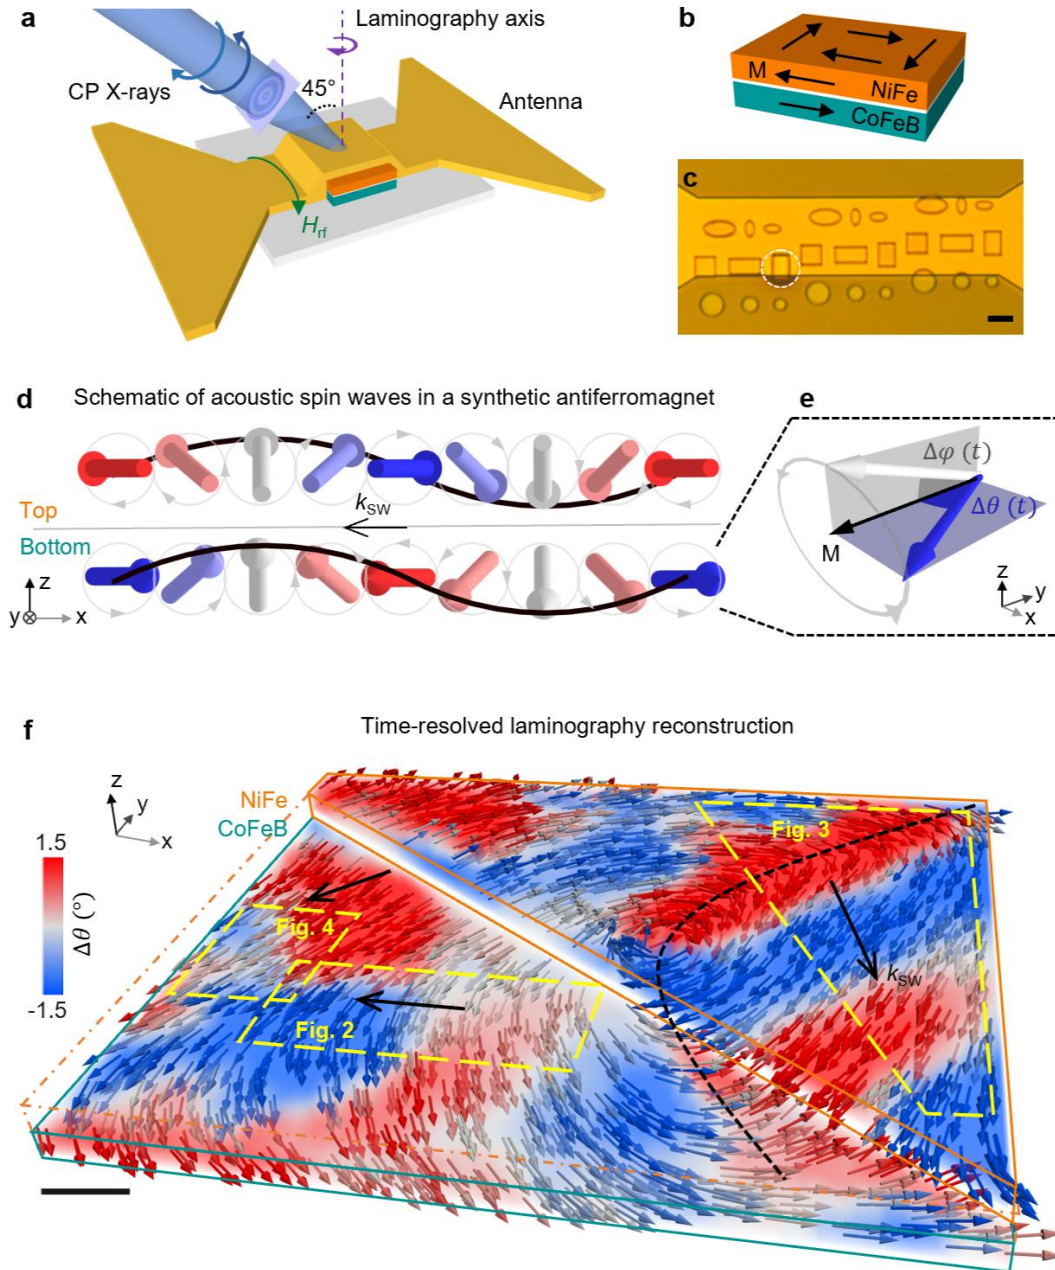 a
Laminography axis
CP X-rays
45°
Antenna
H_rf
b
M
NiFe
CoFeB
c
d Schematic of acoustic spin waves in a synthetic antiferromagnet
Top
k_SW
Bottom
z
y
x
e
Δφ (t)
Δθ (t)
M
z
y
x
f
Time-resolved laminography reconstruction
z
y
x
NiFe
CoFeB
1.5
Δθ (°)
-1.5
Fig. 3
Fig. 4
k_SW
Fig. 2